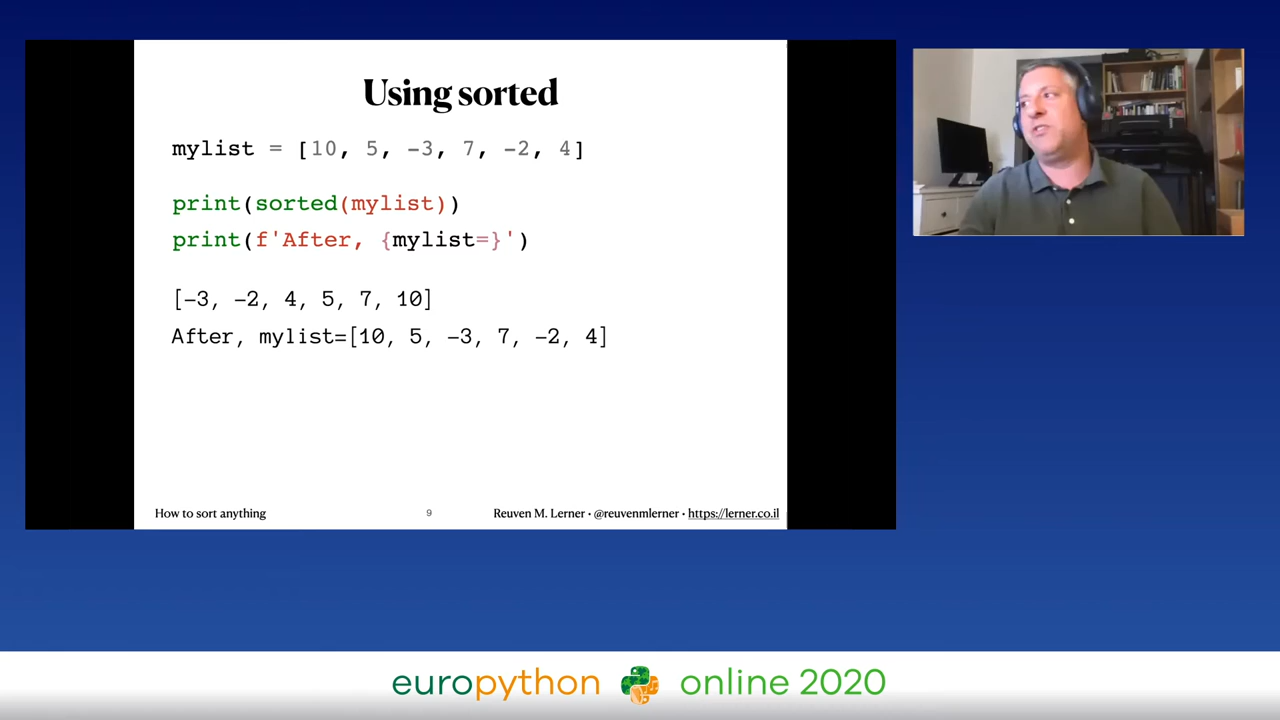 Using sorted
mylist = [10, 5, -3, 7, -2, 4]
print(sorted(mylist))
print(f'After, {mylist=}')
[-3, -2, 4, 5, 7, 10]
After, mylist=[10, 5, -3, 7, -2, 4]
How to sort anything
9
Reuven M. Lerner • @reuvenmlerner • https://lerner.co.il
europython online 2020